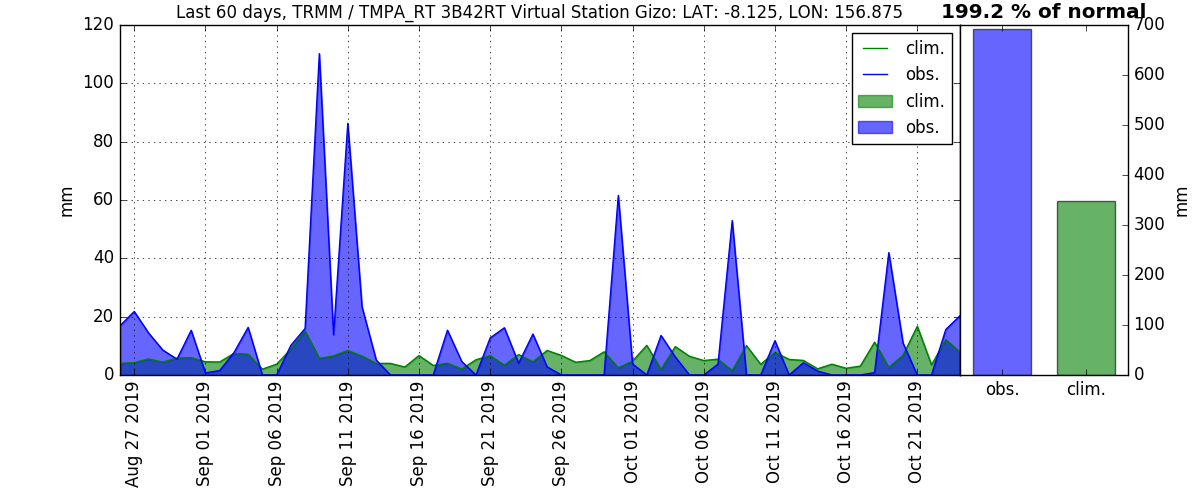 Last 60 days, TRMM / TMPA_RT 3B42RT Virtual Station Gizo: LAT: -8.125, LON: 156.875
199.2 % of normal
120
100
80
60
40
20
0
mm
clim.
obs.
clim.
obs.
Aug 27 2019
Sep 01 2019
Sep 06 2019
Sep 11 2019
Sep 16 2019
Sep 21 2019
Sep 26 2019
Oct 01 2019
Oct 06 2019
Oct 11 2019
Oct 16 2019
Oct 21 2019
700
600
500
400
300
200
100
0
mm
obs.
clim.